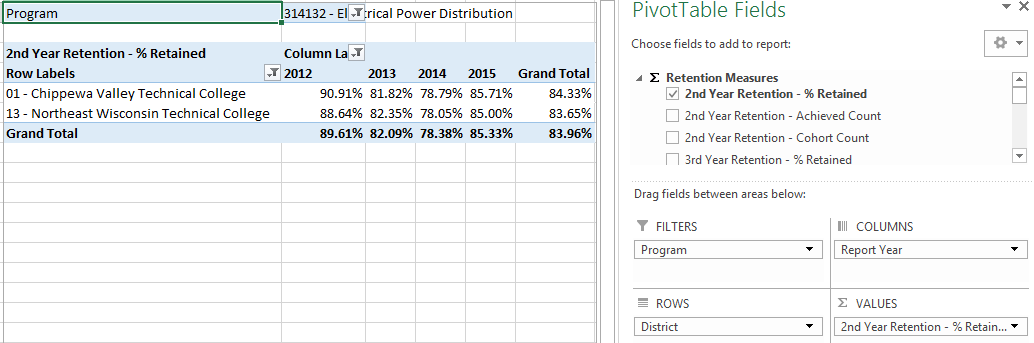 Program 314132 - El trical Power Distribution
2nd Year Retention - % Retained Column La
Row Labels 2012 2013 2014 2015 Grand Total
01 - Chippewa Valley Technical College 90.91% 81.82% 78.79% 85.71% 84.33%
13 - Northeast Wisconsin Technical College 88.64% 82.35% 78.05% 85.00% 83.65%
Grand Total 89.61% 82.09% 78.38% 85.33% 83.96%
PivotTable Fields
Choose fields to add to report:
Σ Retention Measures
2nd Year Retention - % Retained
2nd Year Retention - Achieved Count
2nd Year Retention - Cohort Count
3rd Year Retention - % Retained
Drag fields between areas below:
FILTERS
Program
COLUMNS
Report Year
ROWS
District
Σ VALUES
2nd Year Retention - % Retain...